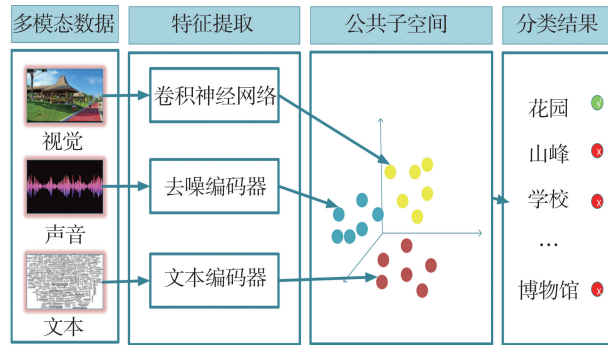 多模态数据
特征提取
公共子空间
分类结果
视觉
声音
文本
卷积神经网络
去噪编码器
文本编码器
花园 √
山峰 x
学校 x
…
博物馆 x